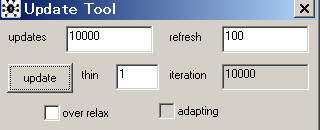 Update Tool
updates 10000 refresh 100
update thin 1 iteration 10000
over relax adapting